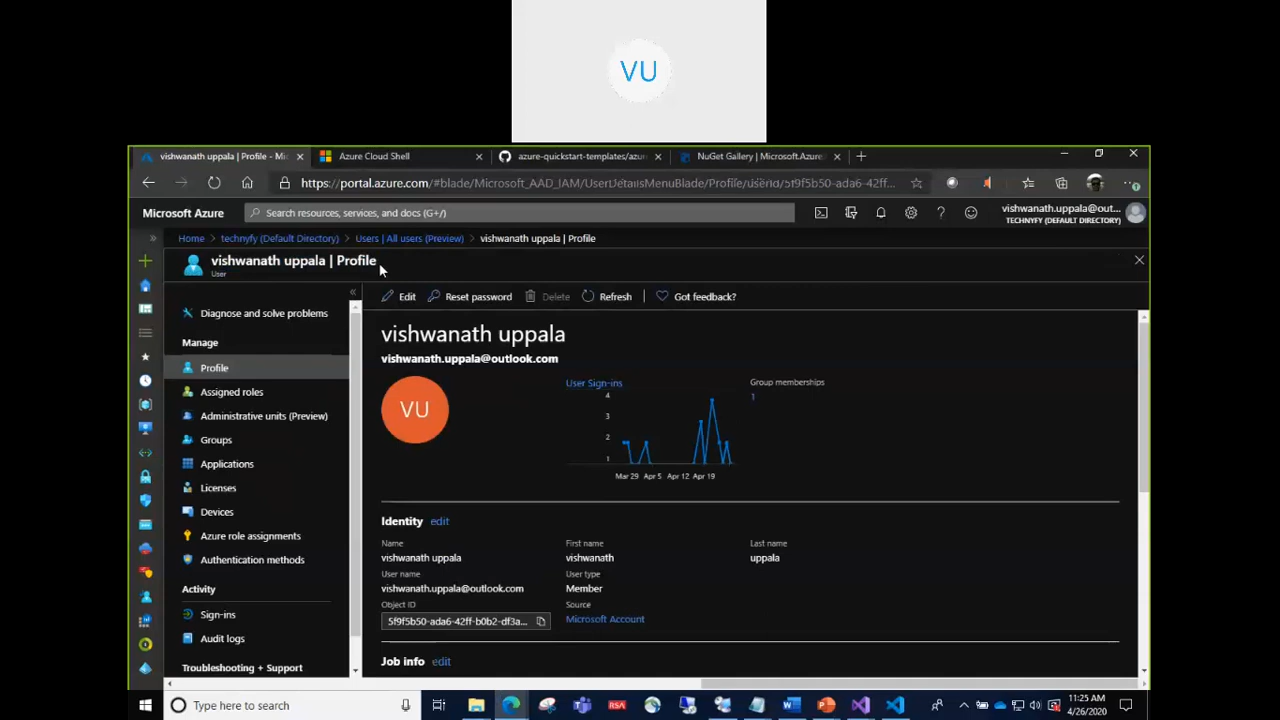 VU
vishwanath uppala | Profile - Mi
Azure Cloud Shell
azure-quickstart-templates/azur
NuGet Gallery | Microsoft.Azure.
https://portal.azure.com/#blade/Microsoft_AAD_IAM/UserDetailsMenuBlade/Profile/userId/5f9f5b50-ada6-42ff...
Microsoft Azure
Search resources, services, and docs (G+/)
vishwanath.uppala@out...
TECHNYFY (DEFAULT DIRECTORY)
Home > technyfy (Default Directory) > Users | All users (Preview) > vishwanath uppala | Profile
vishwanath uppala | Profile
User
Edit
Reset password
Delete
Refresh
Got feedback?
Diagnose and solve problems
Manage
Profile
Assigned roles
Administrative units (Preview)
Groups
Applications
Licenses
Devices
Azure role assignments
Authentication methods
Activity
Sign-ins
Audit logs
Troubleshooting + Support
vishwanath uppala
vishwanath.uppala@outlook.com
VU
User Sign-ins
4
3
2
1
Mar 29 Apr 5 Apr 12 Apr 19
Group memberships
1
Identity edit
Name
vishwanath uppala
First name
vishwanath
Last name
uppala
User name
vishwanath.uppala@outlook.com
User type
Member
Object ID
5f9f5b50-ada6-42ff-b0b2-df3a...
Source
Microsoft Account
Job info edit
Type here to search
RSA
11:25 AM
4/26/2020